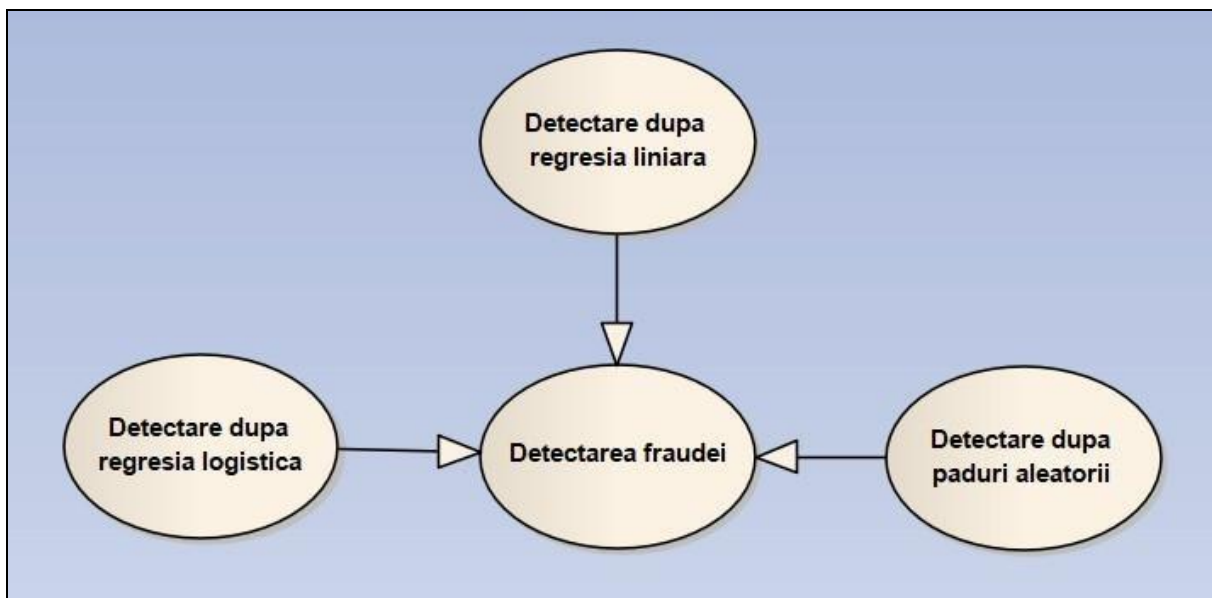 Detectare dupa
regresia liniara
Detectare dupa
regresia logistica
Detectarea fraudei
Detectare dupa
paduri aleatorii